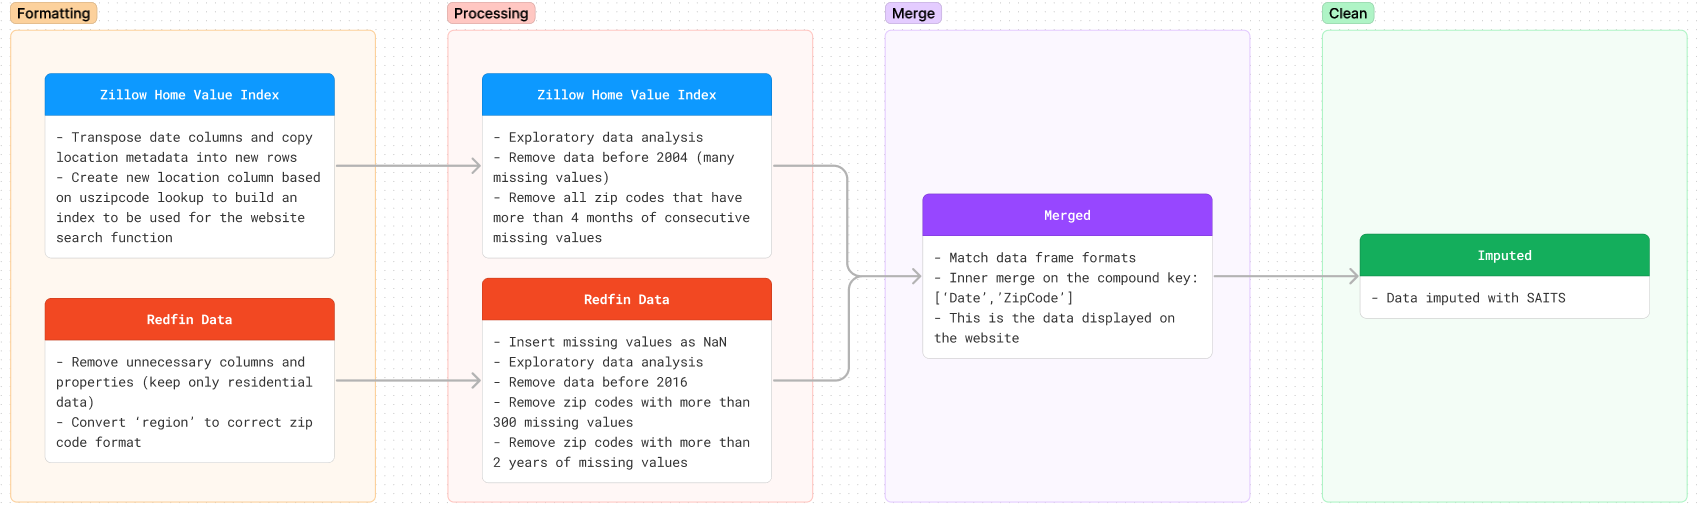 Formatting
Zillow Home Value Index
- Transpose date columns and copy
location metadata into new rows
- Create new location column based
on uszipcode lookup to build an
index to be used for the website
search function
Redfin Data
- Remove unnecessary columns and
properties (keep only residential
data)
- Convert ‘region’ to correct zip
code format
Processing
Zillow Home Value Index
- Exploratory data analysis
- Remove data before 2004 (many
missing values)
- Remove all zip codes that have
more than 4 months of consecutive
missing values
Redfin Data
- Insert missing values as NaN
- Exploratory data analysis
- Remove data before 2016
- Remove zip codes with more than
300 missing values
- Remove zip codes with more than
2 years of missing values
Merge
Merged
- Match data frame formats
- Inner merge on the compound key:
[‘Date’,’ZipCode’]
- This is the data displayed on
the website
Clean
Imputed
- Data imputed with SAITS